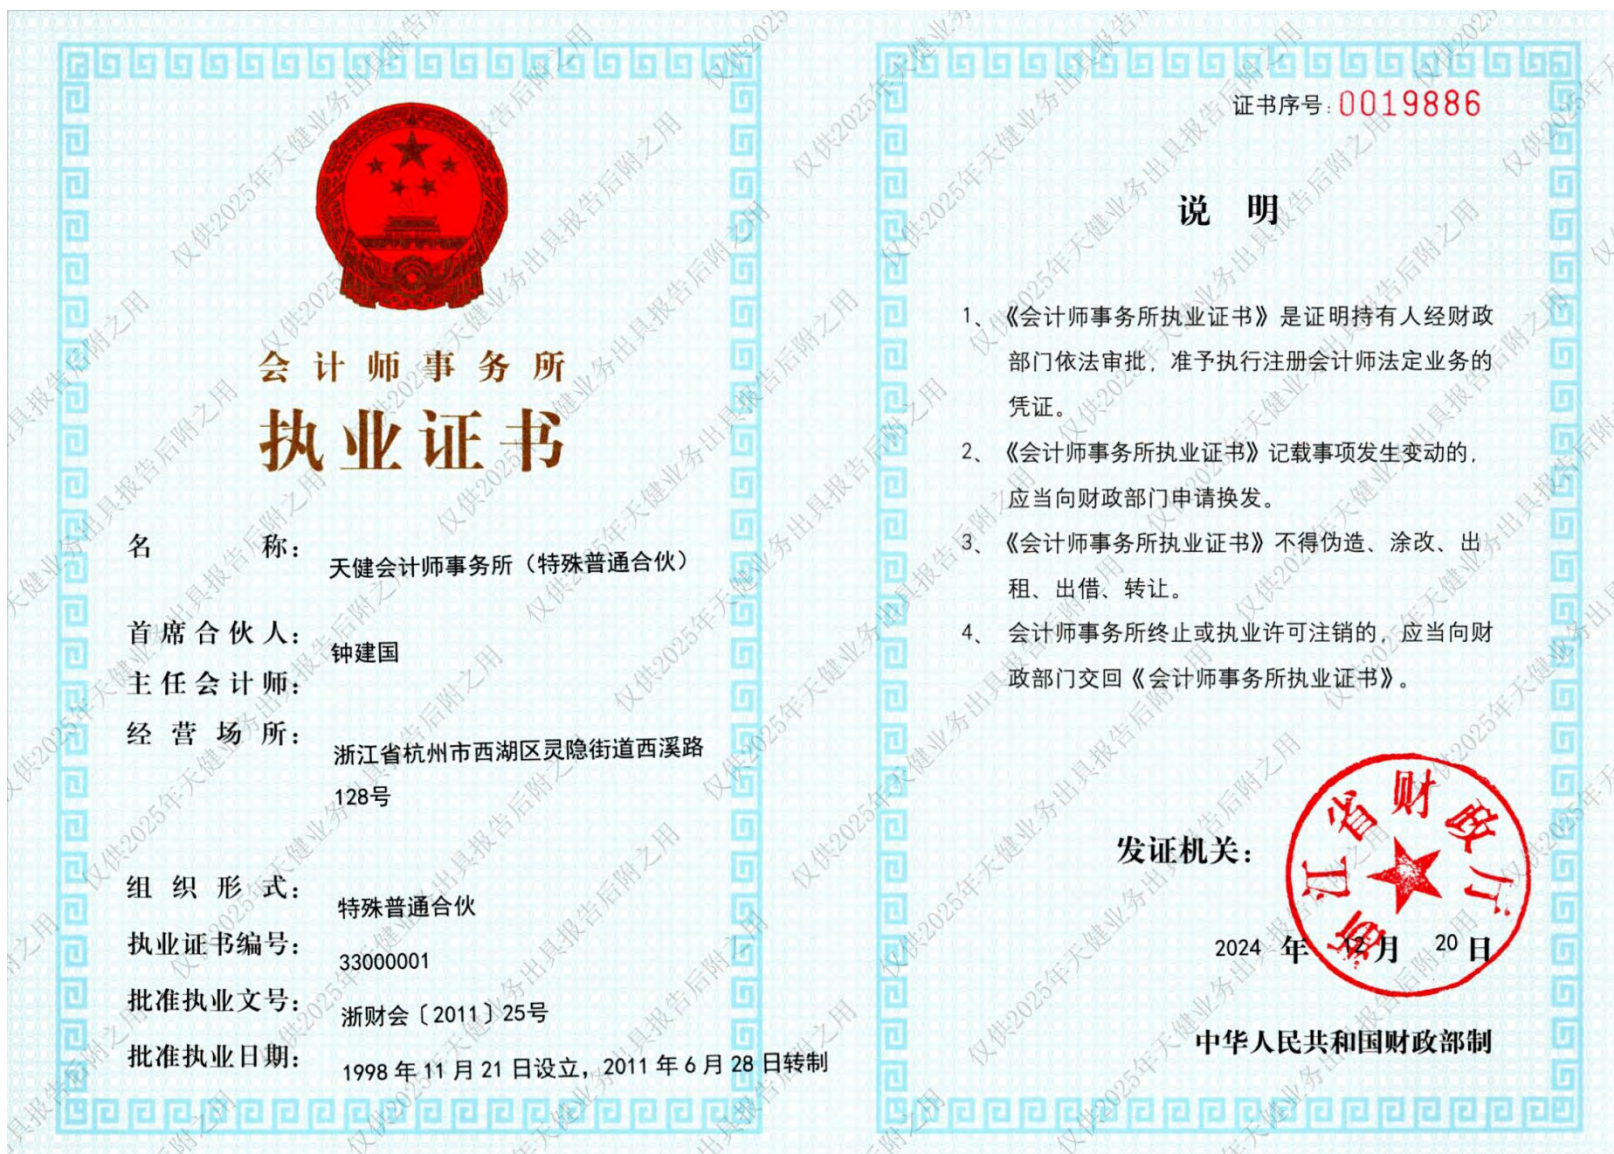 会计师事务所
执业证书
名称：
天健会计师事务所（特殊普通合伙）
首席合伙人：
钟建国
主任会计师：
经营场所：
浙江省杭州市西湖区灵隐街道西溪路
128号
组织形式：
特殊普通合伙
执业证书编号：
33000001
批准执业文号：
浙财会〔2011〕25号
批准执业日期：
1998年11月21日设立，2011年6月28日转制
证书序号：0019886
说明
1、《会计师事务所执业证书》是证明持有人经财政
部门依法审批，准予执行注册会计师法定业务的
凭证。
2、《会计师事务所执业证书》记载事项发生变动的，
应当向财政部门申请换发。
3、《会计师事务所执业证书》不得伪造、涂改、出
租、出借、转让。
4、会计师事务所终止或执业许可注销的，应当向财
政部门交回《会计师事务所执业证书》。
发证机关：
浙江省财政厅
2024年12月20日
中华人民共和国财政部制
仅供2025年天健业务出具报告后附之用